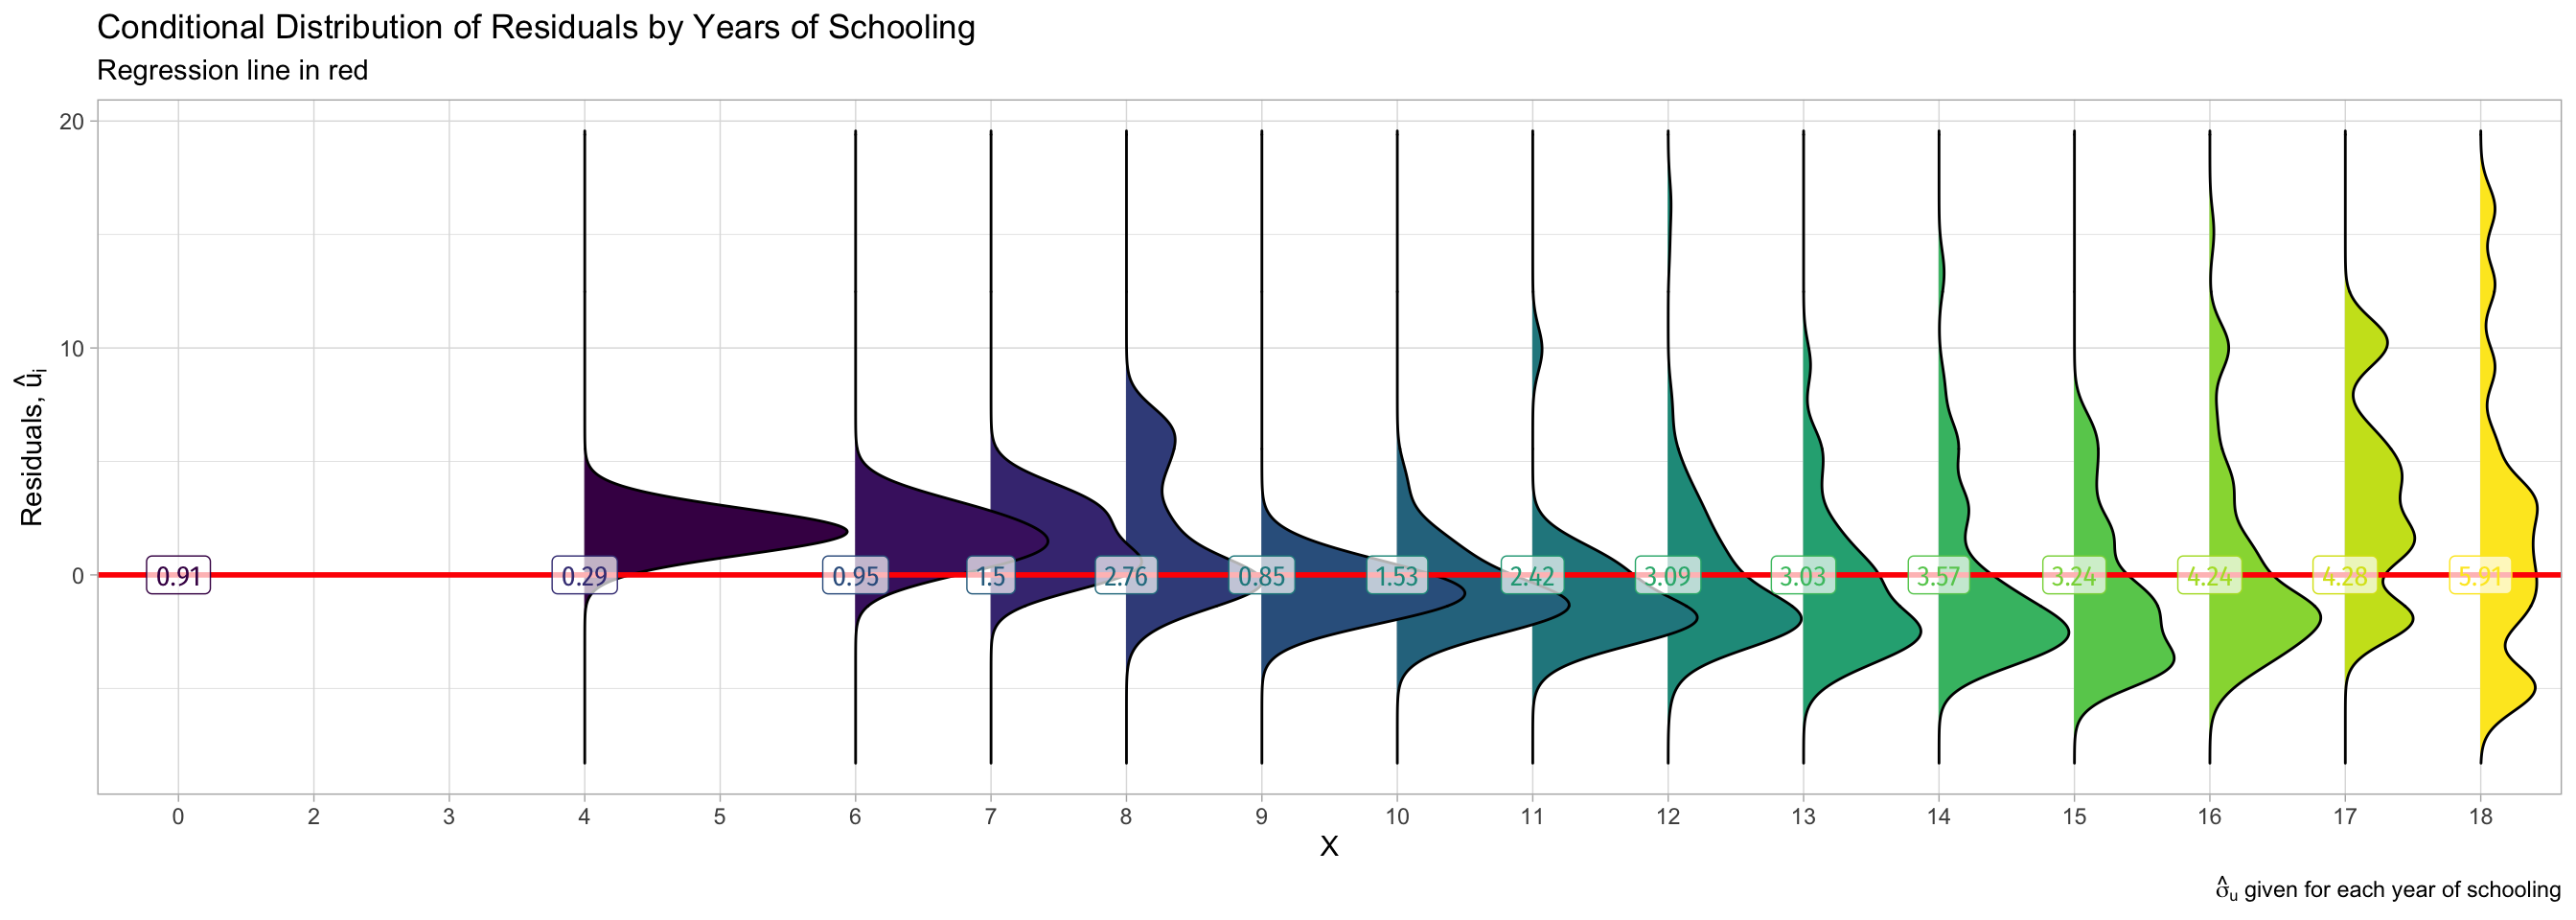 Conditional Distribution of Residuals by Years of Schooling
Regression line in red
20
10
0
Residuals, ûᵢ
0.91 0.29 0.95 1.5 2.76 0.85 1.53 2.42 3.09 3.03 3.57 3.24 4.24 4.28 5.91
0 2 3 4 5 6 7 8 9 10 11 12 13 14 15 16 17 18
X
σ̂ᵤ given for each year of schooling